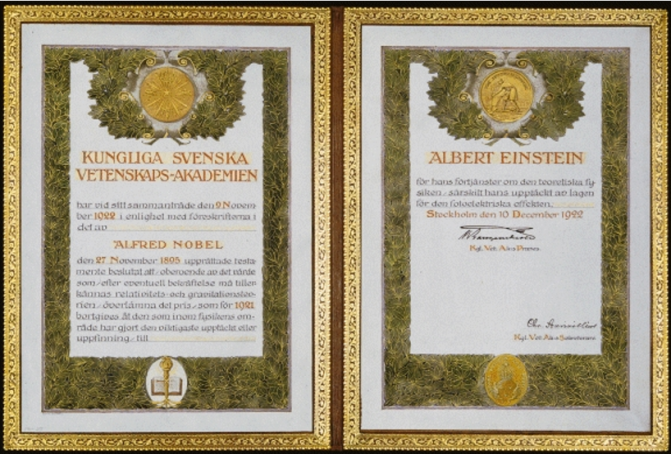 KUNGLIGA SVENSKA
VETENSKAPS-AKADEMIEN
har vid sitt sammanträde den 9 Novem
ber 1922 i enlighet med föreskrifterna i
det av
ALFRED NOBEL
den 27 November 1895 upprättade testa
mente beslutat att / oberoende av det värde
som / efter eventuell bekräftelse må tiller
kännas relativitets- och gravitationsteo
rien / överlämna det pris / som för 1921
bortgives åt den som inom fysikens om
råde har gjort den viktigaste upptäckt eller
uppfinning / till
ALBERT EINSTEIN
för hans förtjänster om den teoretiska fy
siken / särskilt hans upptäckt av lagen
för den fotoelektriska effekten.
Stockholm den 10 December 1922
Kgl. Vet. Ak:s Præses.
Kgl. Vet. Ak:s Sekreterare